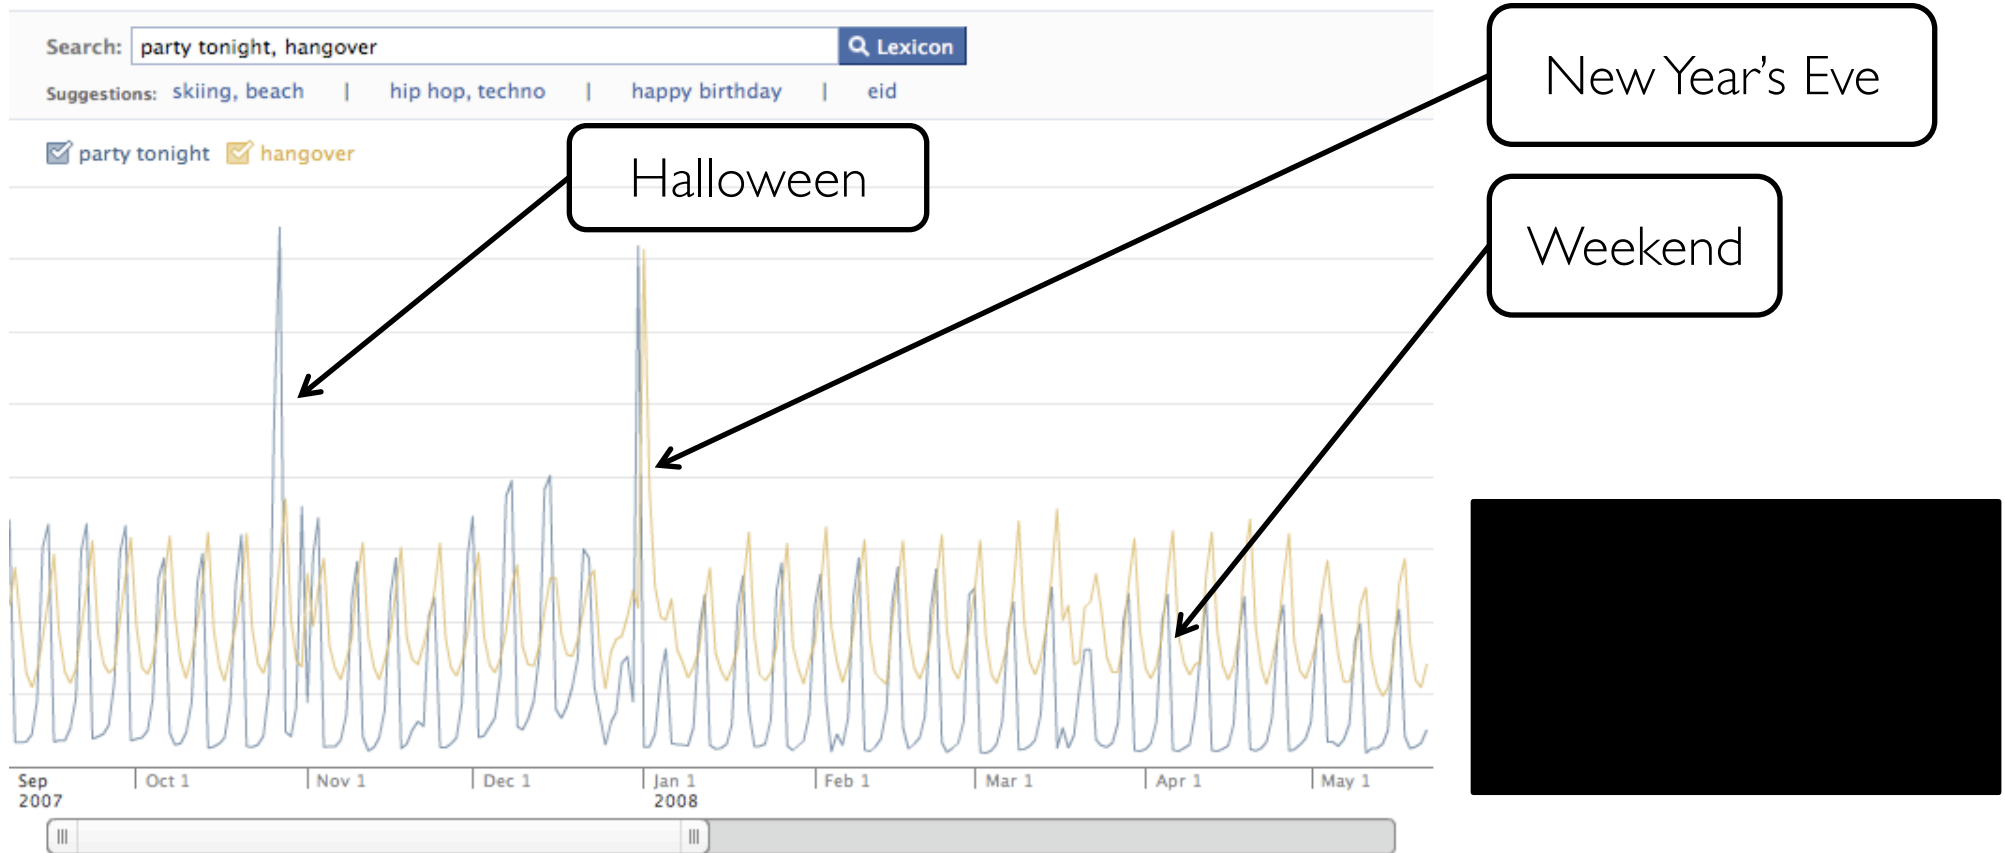 Search: party tonight, hangover Lexicon
Suggestions: skiing, beach | hip hop, techno | happy birthday | eid
party tonight hangover
Halloween
New Year's Eve
Weekend
Sep Oct 1 Nov 1 Dec 1 Jan 1 Feb 1 Mar 1 Apr 1 May 1
2007 2008